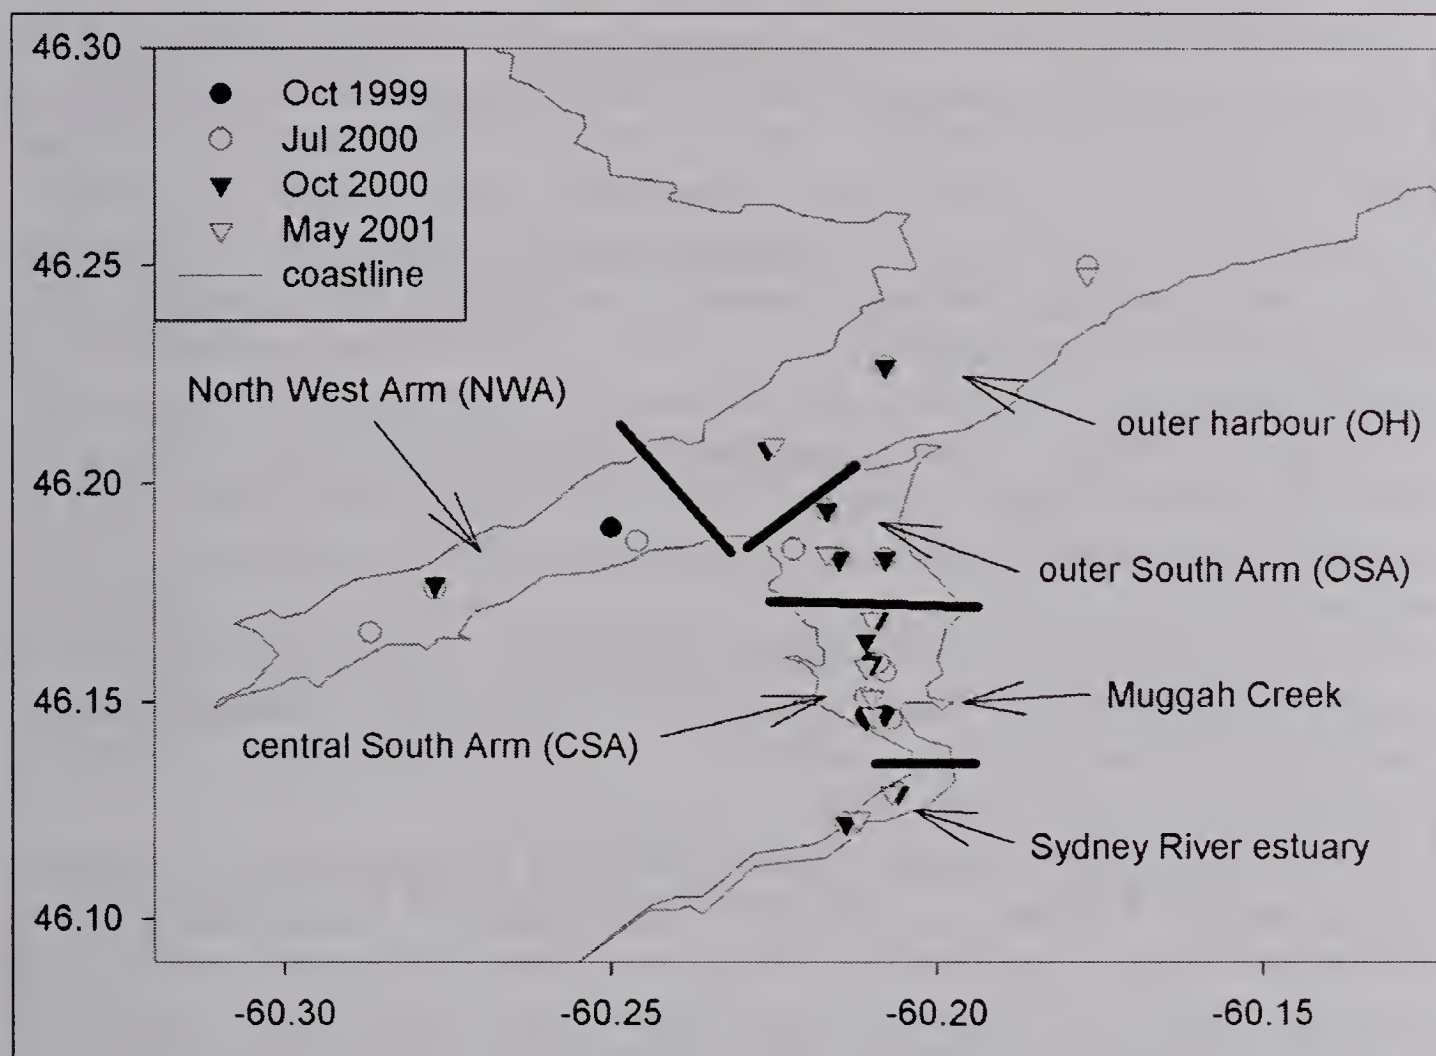 46.30
46.25
46.20
46.15
46.10
Oct 1999
Jul 2000
Oct 2000
May 2001
coastline
North West Arm (NWA)
outer harbour (OH)
outer South Arm (OSA)
Muggah Creek
central South Arm (CSA)
Sydney River estuary
-60.30
-60.25
-60.20
-60.15